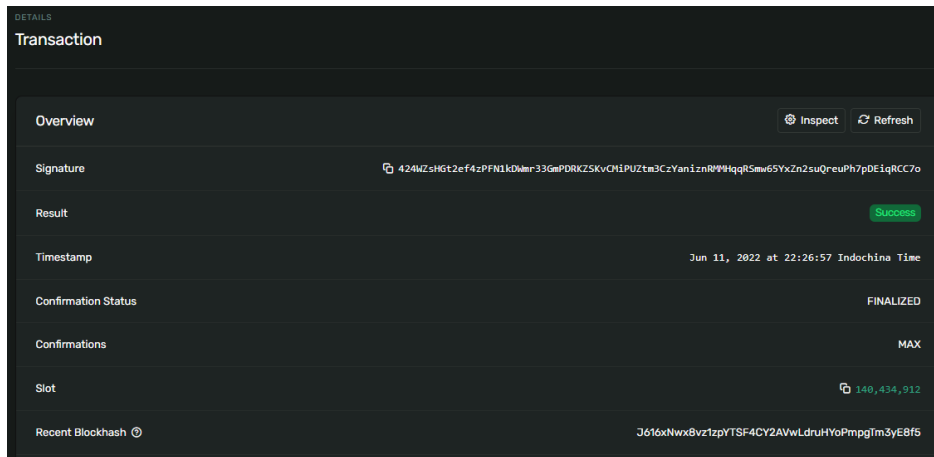 DETAILS
Transaction
Overview
Inspect
Refresh
Signature
424WZsHGt2ef4zPFN1kDWmr33GmPDRKZSKvCMiPUZtm3CzYaniznRMMHqqRSmw65YxZn2suQreuPh7pDEiqRCC7o
Result
Success
Timestamp
Jun 11, 2022 at 22:26:57 Indochina Time
Confirmation Status
FINALIZED
Confirmations
MAX
Slot
140,434,912
Recent Blockhash
J616xNwx8vz1zpYTSF4CY2AVwLdruHYoPmpgTm3yE8f5